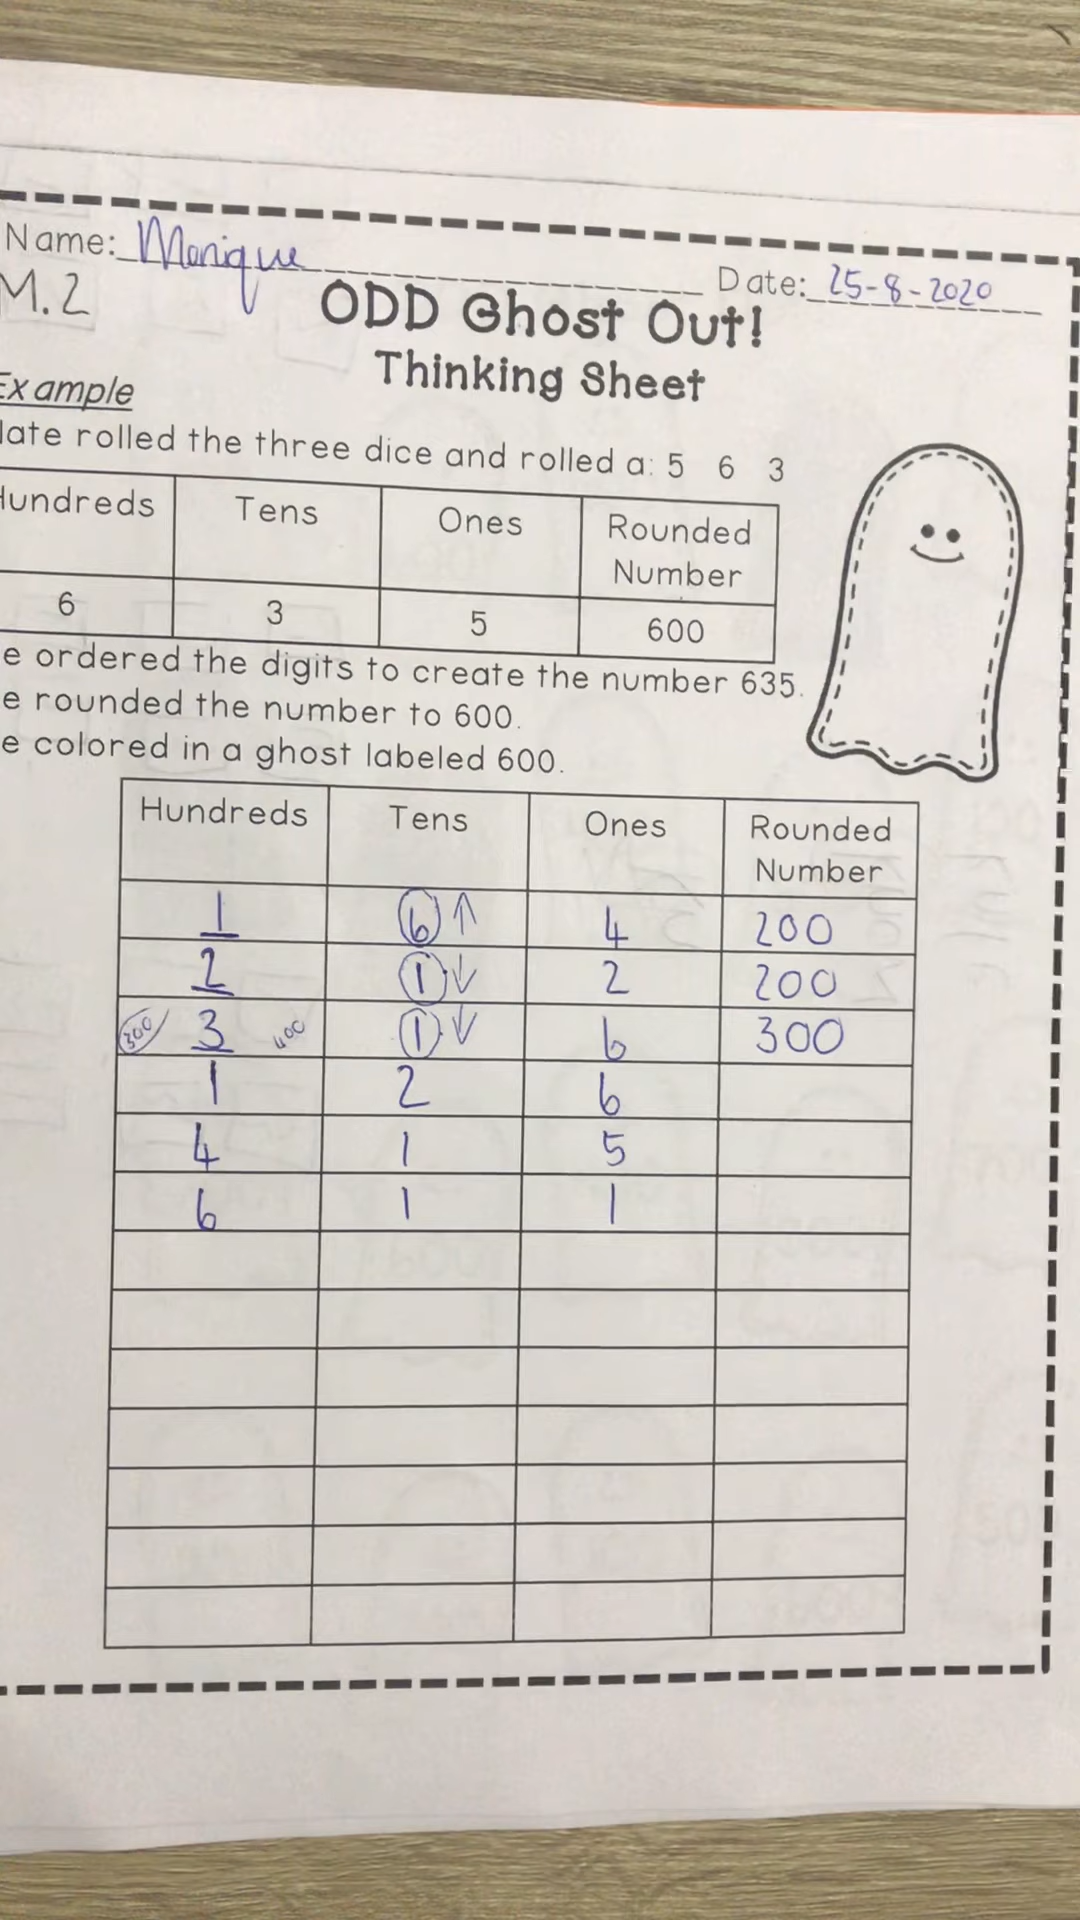 Name: Monique Date: 25-8-2020
M.2
ODD Ghost Out!
Thinking Sheet
Example
late rolled the three dice and rolled a: 5 6 3
Hundreds Tens Ones Rounded Number
6 3 5 600
e ordered the digits to create the number 635.
e rounded the number to 600.
e colored in a ghost labeled 600.
Hundreds Tens Ones Rounded Number
1 6 ↑ 4 200
2 1 ↓ 2 200
300 3 400 1 ↓ 6 300
1 2 6
4 1 5
6 1 1